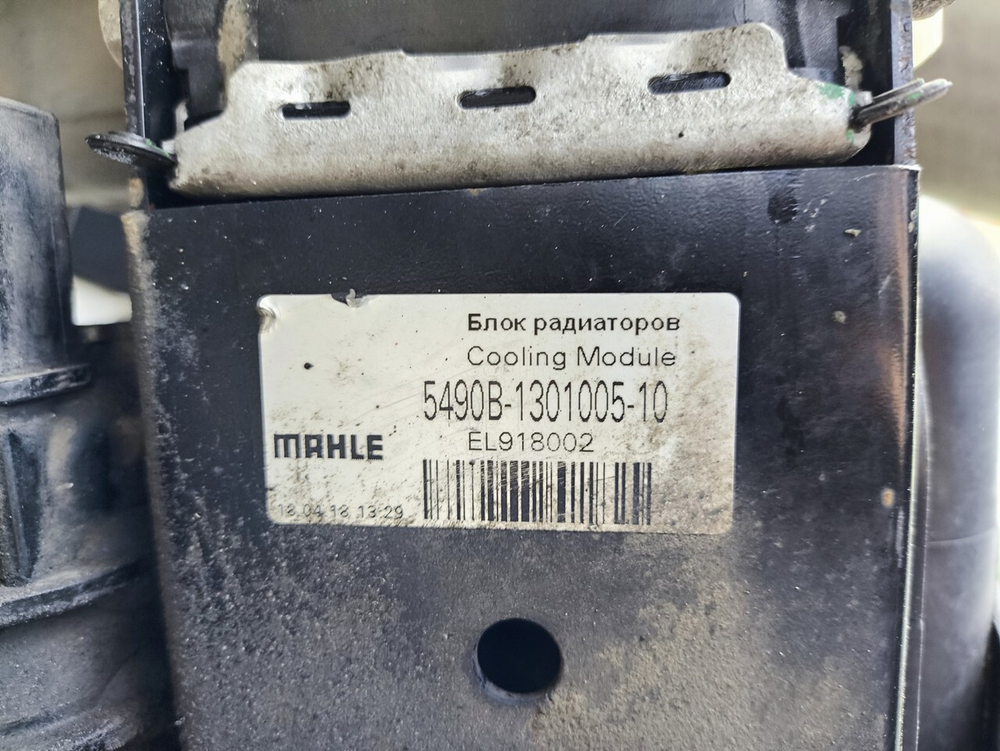 Блок радиаторов
Cooling Module
5490B-1301005-10
EL918002
MAHLE
18 04 18 13:29